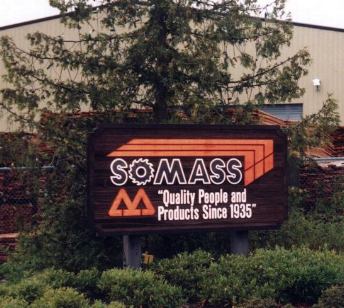 SOMASS
"Quality People and
Products Since 1935"